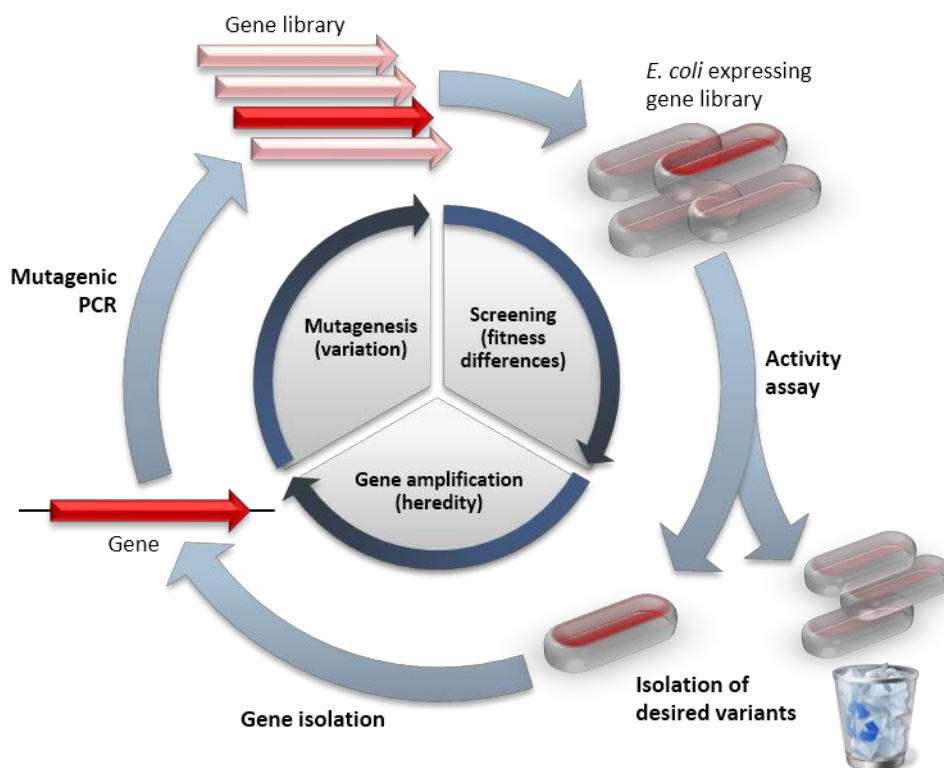 Gene library
E. coli expressing
gene library
Mutagenic
PCR
Mutagenesis
(variation)
Screening
(fitness
differences)
Activity
assay
Gene amplification
(heredity)
Gene
Gene isolation
Isolation of
desired variants